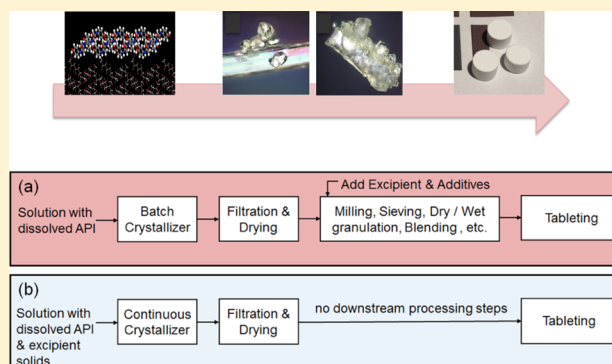 (a)
Add Excipient & Additives
Solution with
dissolved API
Batch
Crystallizer
Filtration &
Drying
Milling, Sieving, Dry / Wet
granulation, Blending , etc.
Tableting
(b)
Solution with
dissolved API
& excipient
solids.
Continuous
Crystallizer
Filtration &
Drying
no downstream processing steps
Tableting